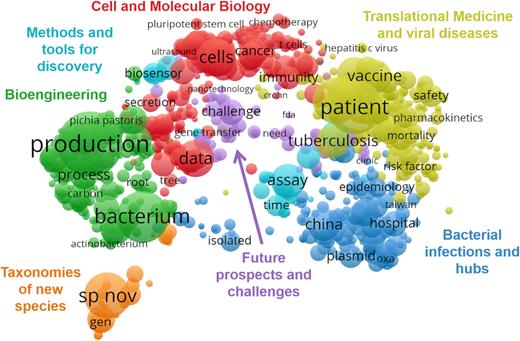 Cell and Molecular Biology
Translational Medicine
and viral diseases
pluripotent stem cell
chemotherapy
t cells
Methods and
tools for
discovery
ultrasound
cells
cancer
hepatitis c virus
biosensor
immunity
vaccine
safety
Bioengineering
nanotechnology
crohn
secretion
challenge
patient
pharmacokinetics
pichia pastoris
fda
gene transfer
need
tuberculosis
mortality
production
data
clinic
risk factor
process
root
tree
assay
epidemiology
carbon
time
taiwan
bacterium
china
hospital
actinobacterium
isolated
Bacterial
infections
and hubs
plasmid
oxa
Future
prospects and
challenges
Taxonomies
of new
species
sp nov
gen